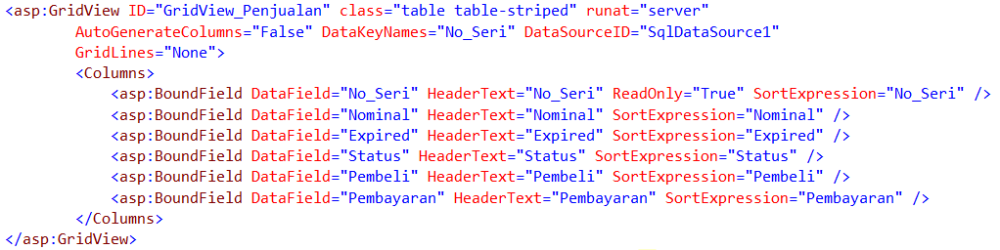 <asp:GridView ID="GridView_Penjualan" class="table table-striped" runat="server"
AutoGenerateColumns="False" DataKeyNames="No_Seri" DataSourceID="SqlDataSource1"
GridLines="None">
<Columns>
<asp:BoundField DataField="No_Seri" HeaderText="No_Seri" ReadOnly="True" SortExpression="No_Seri" />
<asp:BoundField DataField="Nominal" HeaderText="Nominal" SortExpression="Nominal" />
<asp:BoundField DataField="Expired" HeaderText="Expired" SortExpression="Expired" />
<asp:BoundField DataField="Status" HeaderText="Status" SortExpression="Status" />
<asp:BoundField DataField="Pembeli" HeaderText="Pembeli" SortExpression="Pembeli" />
<asp:BoundField DataField="Pembayaran" HeaderText="Pembayaran" SortExpression="Pembayaran" />
</Columns>
</asp:GridView>